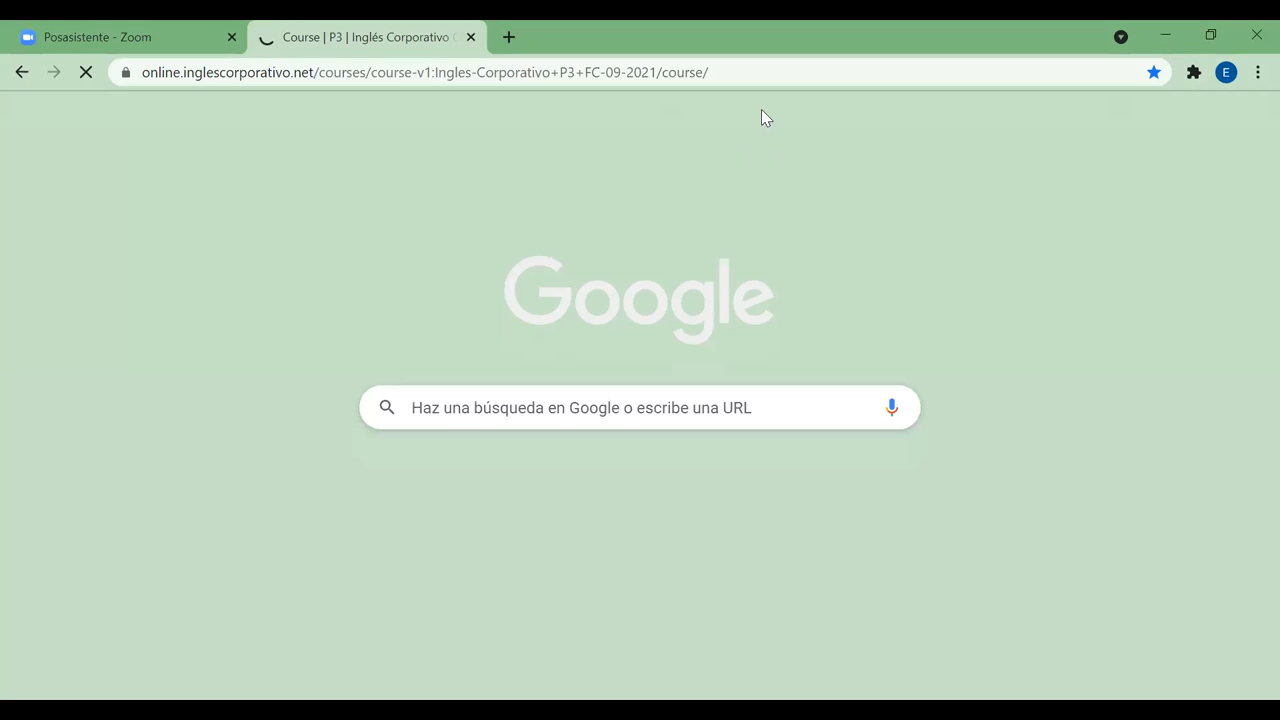 Posasistente - Zoom
Course | P3 | Inglés Corporativo
online.inglescorporativo.net/courses/course-v1:Ingles-Corporativo+P3+FC-09-2021/course/
E
Google
Haz una búsqueda en Google o escribe una URL